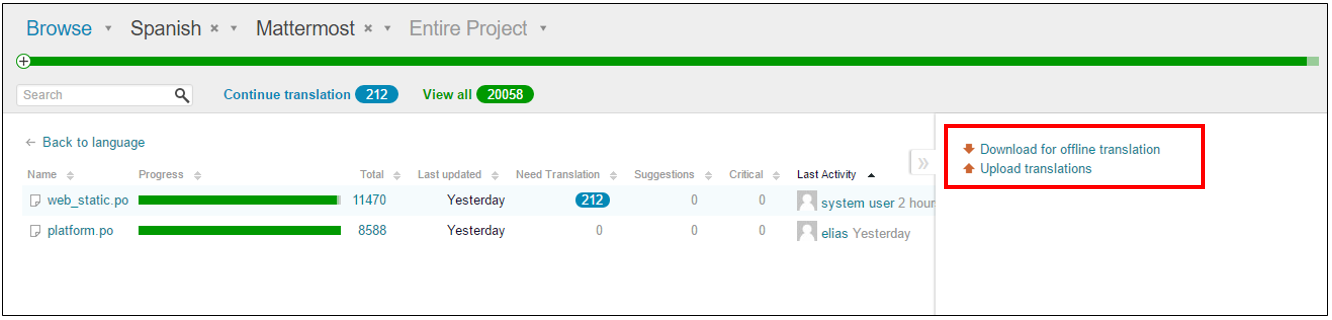 Browse Spanish × Mattermost × Entire Project
Search Continue translation 212 View all 20058
← Back to language
Name Progress Total Last updated Need Translation Suggestions Critical Last Activity
web_static.po 11470 Yesterday 212 0 0 system user 2 hour
platform.po 8588 Yesterday 0 0 0 elias Yesterday
»
Download for offline translation
Upload translations